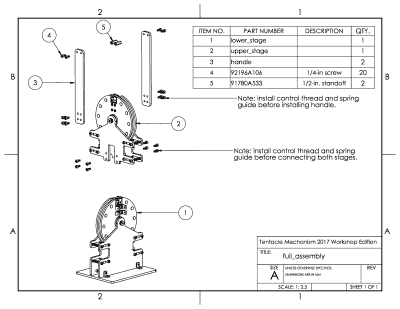 2
1
ITEM NO. PART NUMBER DESCRIPTION QTY.
1 lower_stage 1
2 upper_stage 1
3 handle 2
4 92196A106 1/4-in screw 20
5 91780A533 1/2-in. standoff 2
5
4
B
B
3
Note: install control thread and spring
guide before installing handle.
2
Note: install control thread and spring
guide before connecting both stages.
1
A
A
Tentacle Mechanism 2017 Workshop Edition
TITLE:
full_assembly
SIZE
A
UNLESS OTHERWISE SPECIFIED:
DIMENSIONS ARE IN MM
REV
SCALE: 1: 2.5
SHEET 1 OF 1
2
1